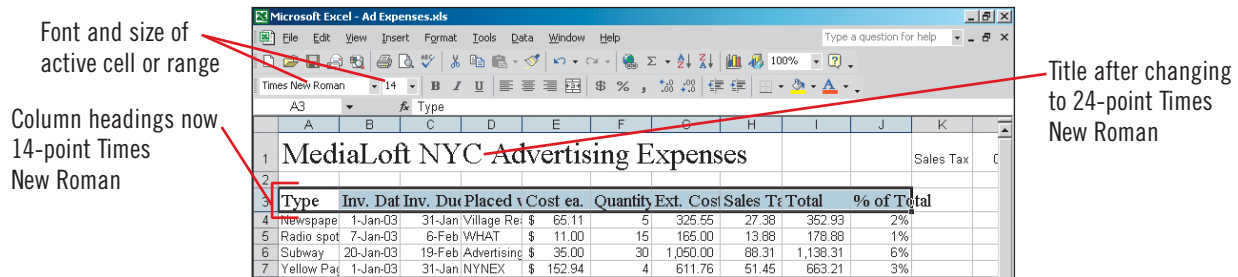 Font and size of
active cell or range
Column headings now
14-point Times
New Roman
Microsoft Excel - Ad Expenses.xls
File Edit View Insert Format Tools Data Window Help Type a question for help
100%
Times New Roman 14 B I U $ % ,
A3 fx Type
A B C D E F G H I J K
1 MediaLoft NYC Advertising Expenses Sales Tax
2
3 Type Inv. Dat Inv. Du Placed Cost ea. Quantity Ext. Cos Sales Ta Total % of Total
4 Newspape 1-Jan-03 31-Jan Village Re $ 65.11 5 325.55 27.38 352.93 2%
5 Radio spot 7-Jan-03 6-Feb WHAT $ 11.00 15 165.00 13.88 178.88 1%
6 Subway 20-Jan-03 19-Feb Advertising $ 35.00 30 1,050.00 88.31 1,138.31 6%
7 Yellow Pag 1-Jan-03 31-Jan NYNEX $ 152.94 4 611.76 51.45 663.21 3%
Title after changing
to 24-point Times
New Roman